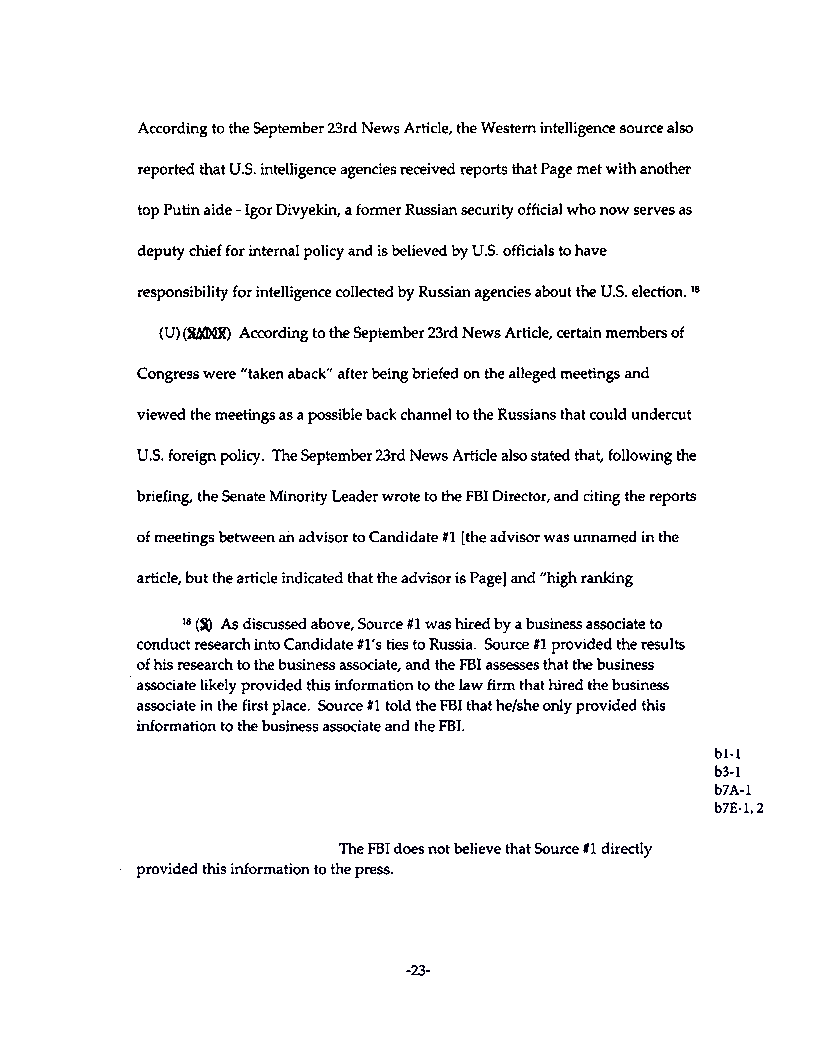 According to the September 23rd News Article, the Western intelligence source also
reported that U.S. intelligence agencies received reports that Page met with another
top Putin aide - Igor Divyekin, a former Russian security official who now serves as
deputy chief for internal policy and is believed by U.S. officials to have
responsibility for intelligence collected by Russian agencies about the U.S. election. 18
(U) According to the September 23rd News Article, certain members of
Congress were "taken aback" after being briefed on the alleged meetings and
viewed the meetings as a possible back channel to the Russians that could undercut
U.S. foreign policy. The September 23rd News Article also stated that, following the
briefing, the Senate Minority Leader wrote to the FBI Director, and citing the reports
of meetings between an advisor to Candidate #1 [the advisor was unnamed in the
article, but the article indicated that the advisor is Page] and "high ranking
18 (S) As discussed above, Source #1 was hired by a business associate to
conduct research into Candidate #1's ties to Russia. Source #1 provided the results
of his research to the business associate, and the FBI assesses that the business
associate likely provided this information to the law firm that hired the business
associate in the first place. Source #1 told the FBI that he/she only provided this
information to the business associate and the FBI.
b1-1
b3-1
b7A-1
b7E-1, 2
The FBI does not believe that Source #1 directly
provided this information to the press.
-23-